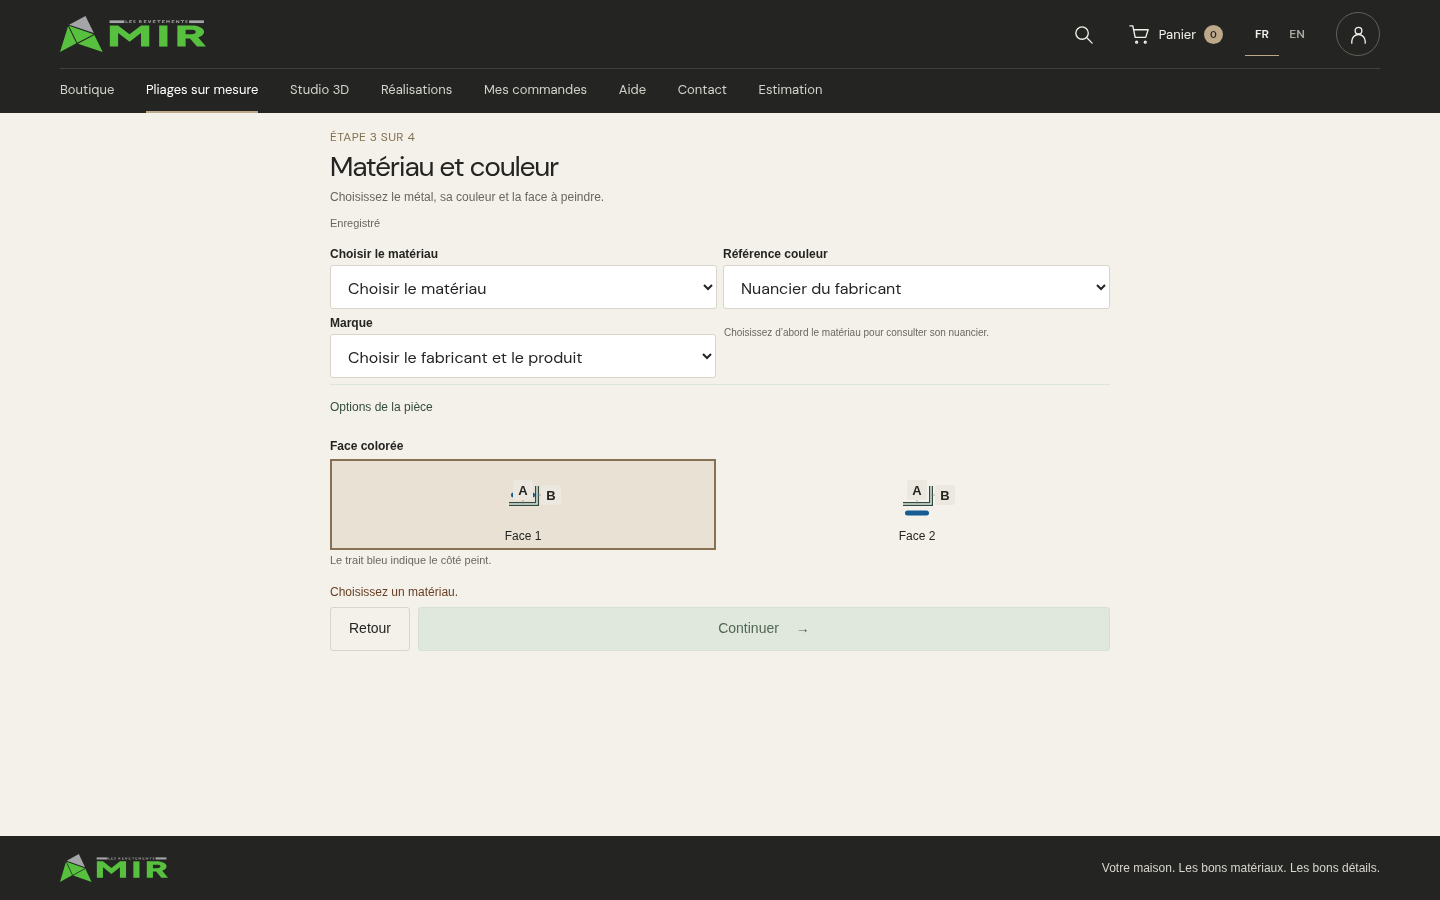 LES REVÊTEMENTS
MIR
Panier 0
FR EN
Boutique Pliages sur mesure Studio 3D Réalisations Mes commandes Aide Contact Estimation
ÉTAPE 3 SUR 4
Matériau et couleur
Choisissez le métal, sa couleur et la face à peindre.
Enregistré
Choisir le matériau Référence couleur
Choisir le matériau Nuancier du fabricant
Marque
Choisissez d'abord le matériau pour consulter son nuancier.
Choisir le fabricant et le produit
Options de la pièce
Face colorée
A B A B
Face 1 Face 2
Le trait bleu indique le côté peint.
Choisissez un matériau.
Retour Continuer →
LES REVÊTEMENTS
MIR
Votre maison. Les bons matériaux. Les bons détails.